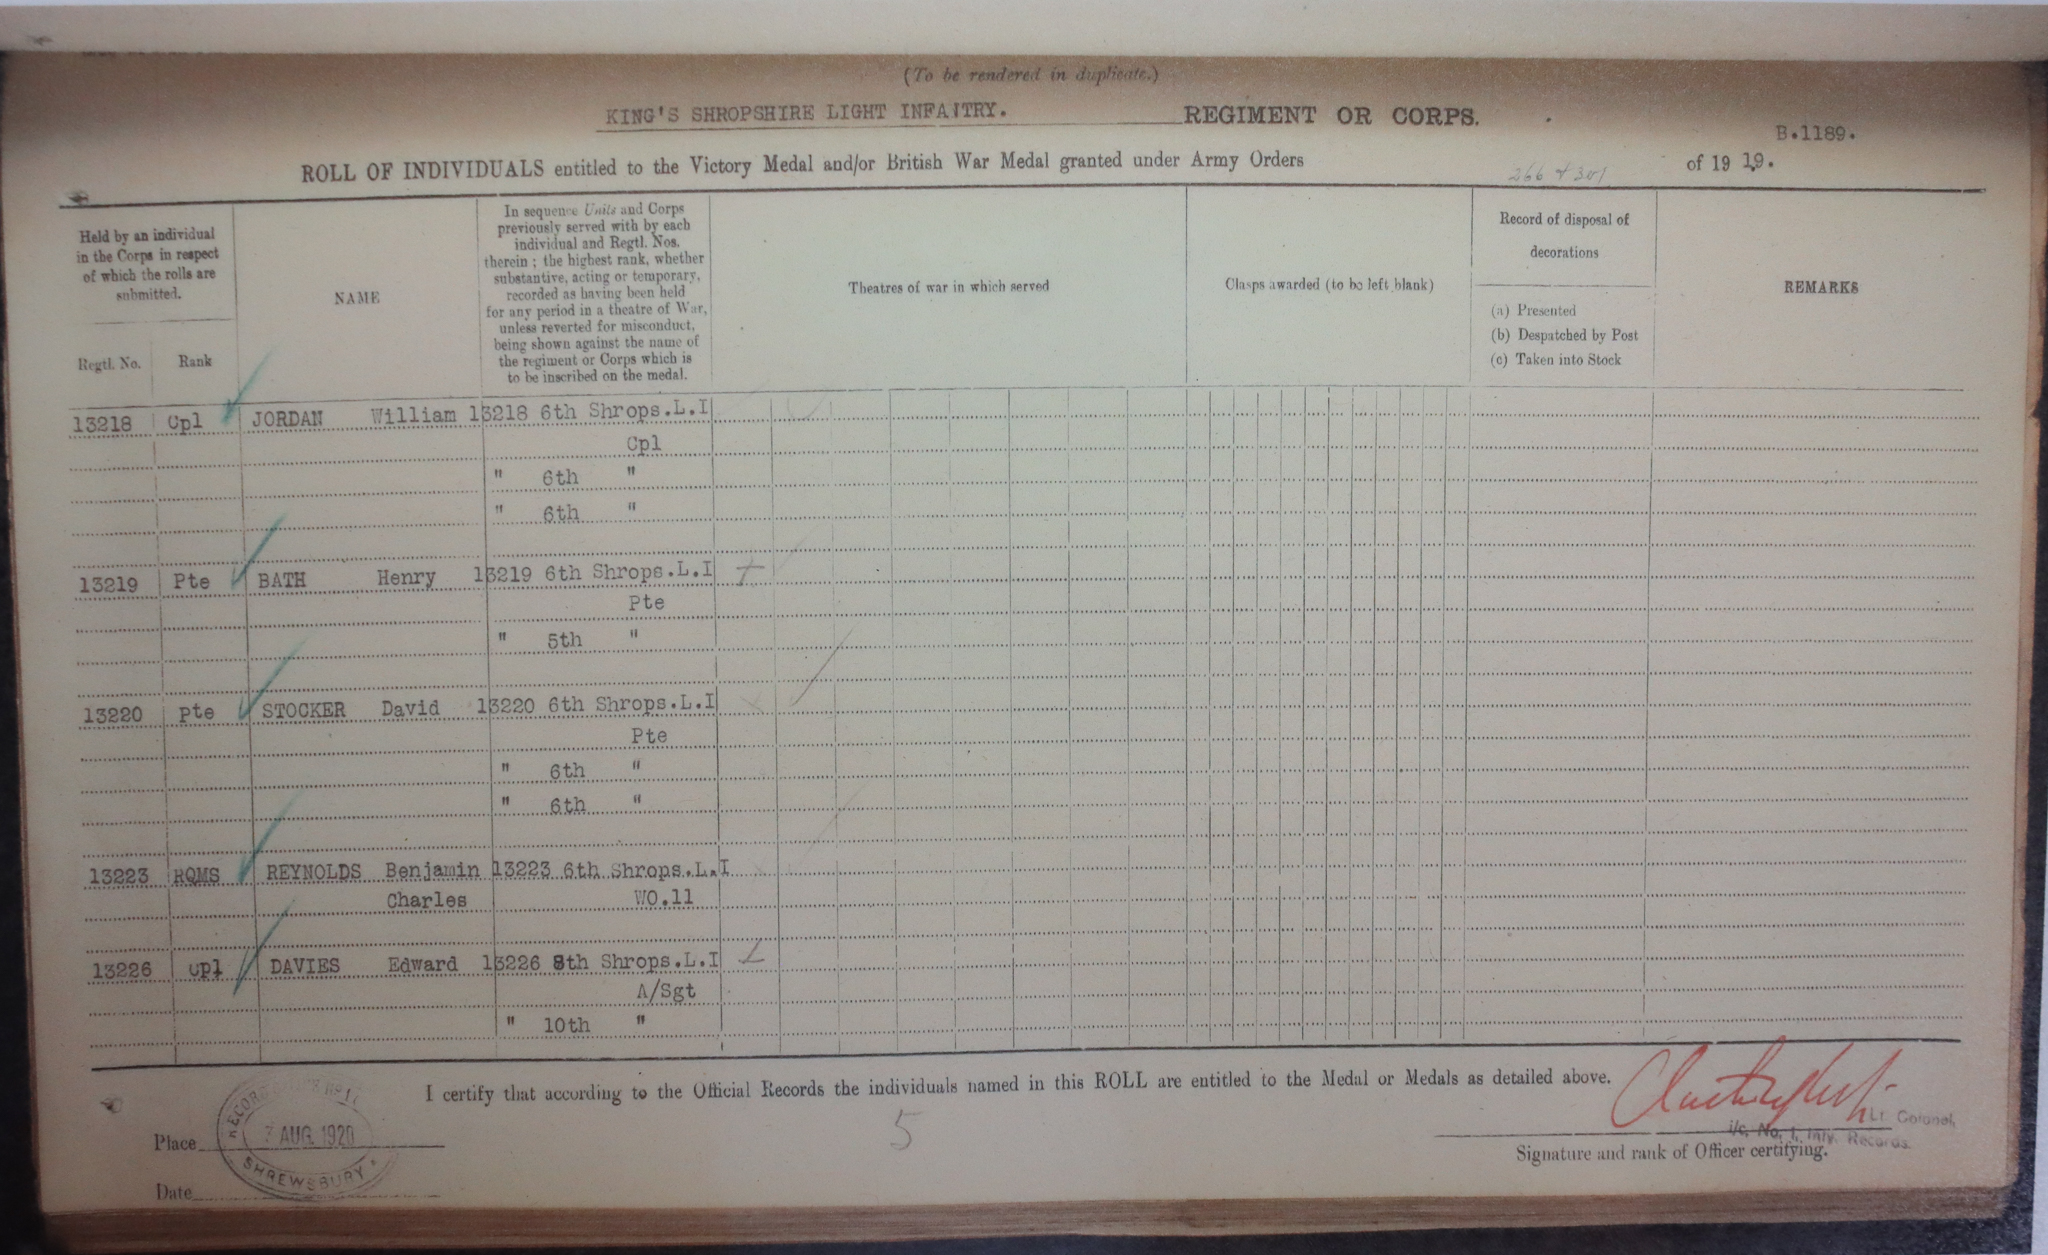 (To be rendered in duplicate.)
KING'S SHROPSHIRE LIGHT INFANTRY. REGIMENT OR CORPS.
B.1189.
ROLL OF INDIVIDUALS entitled to the Victory Medal and/or British War Medal granted under Army Orders 266 & 301 of 19 19.
Held by an individual
in the Corps in respect
of which the rolls are
submitted.
Regtl. No. Rank
NAME
In sequence Units and Corps
previously served with by each
individual and Regtl. Nos.
therein ; the highest rank, whether
substantive, acting or temporary,
recorded as having been held
for any period in a theatre of War,
unless reverted for misconduct,
being shown against the name of
the regiment or Corps which is
to be inscribed on the medal.
Theatres of war in which served
Clasps awarded (to be left blank)
Record of disposal of
decorations
(a) Presented
(b) Despatched by Post
(c) Taken into Stock
REMARKS
13218 Cpl JORDAN William 13218 6th Shrops.L.I
Cpl
" 6th "
" 6th "
13219 Pte BATH Henry 13219 6th Shrops.L.I
Pte
" 5th "
13220 Pte STOCKER David 13220 6th Shrops.L.I
Pte
" 6th "
" 6th "
13223 RQMS REYNOLDS Benjamin 13223 6th Shrops.L.I
Charles WO.11
13226 Cpl DAVIES Edward 13226 8th Shrops.L.I
A/Sgt
" 10th "
I certify that according to the Official Records the individuals named in this ROLL are entitled to the Medal or Medals as detailed above.
5
Lt. Colonel,
i/c. No. 1, Infy. Records.
Signature and rank of Officer certifying.
Place
7 AUG. 1920
SHREWSBURY
Date